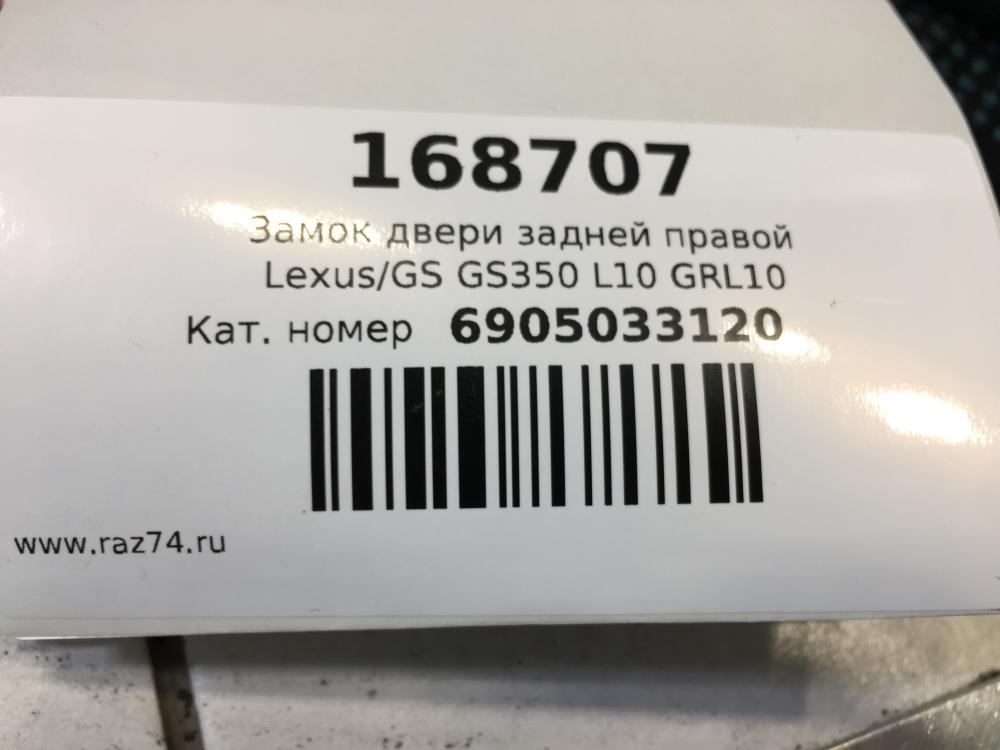 168707
Замок двери задней правой
Lexus/GS GS350 L10 GRL10
Кат. номер 6905033120
www.raz74.ru